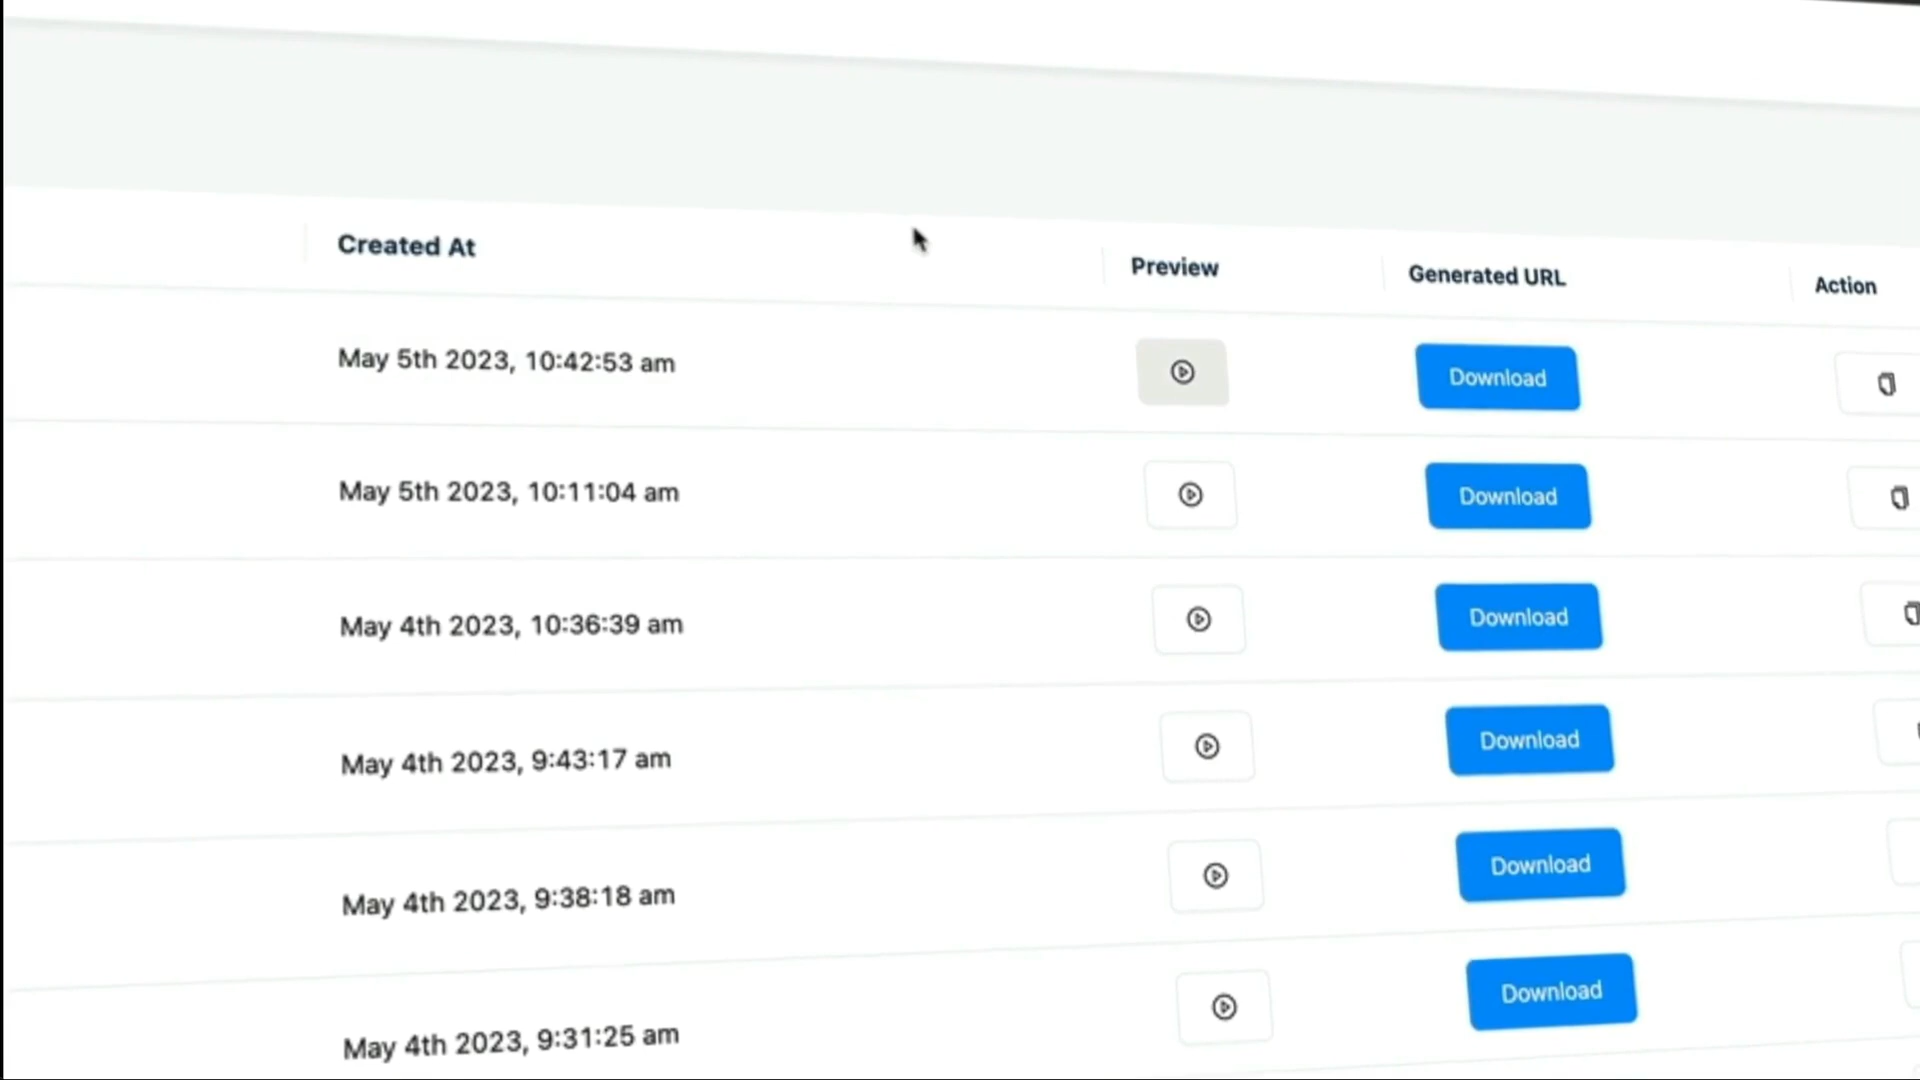 Created At Preview Generated URL Action
May 5th 2023, 10:42:53 am Download
May 5th 2023, 10:11:04 am Download
May 4th 2023, 10:36:39 am Download
May 4th 2023, 9:43:17 am Download
May 4th 2023, 9:38:18 am Download
May 4th 2023, 9:31:25 am Download